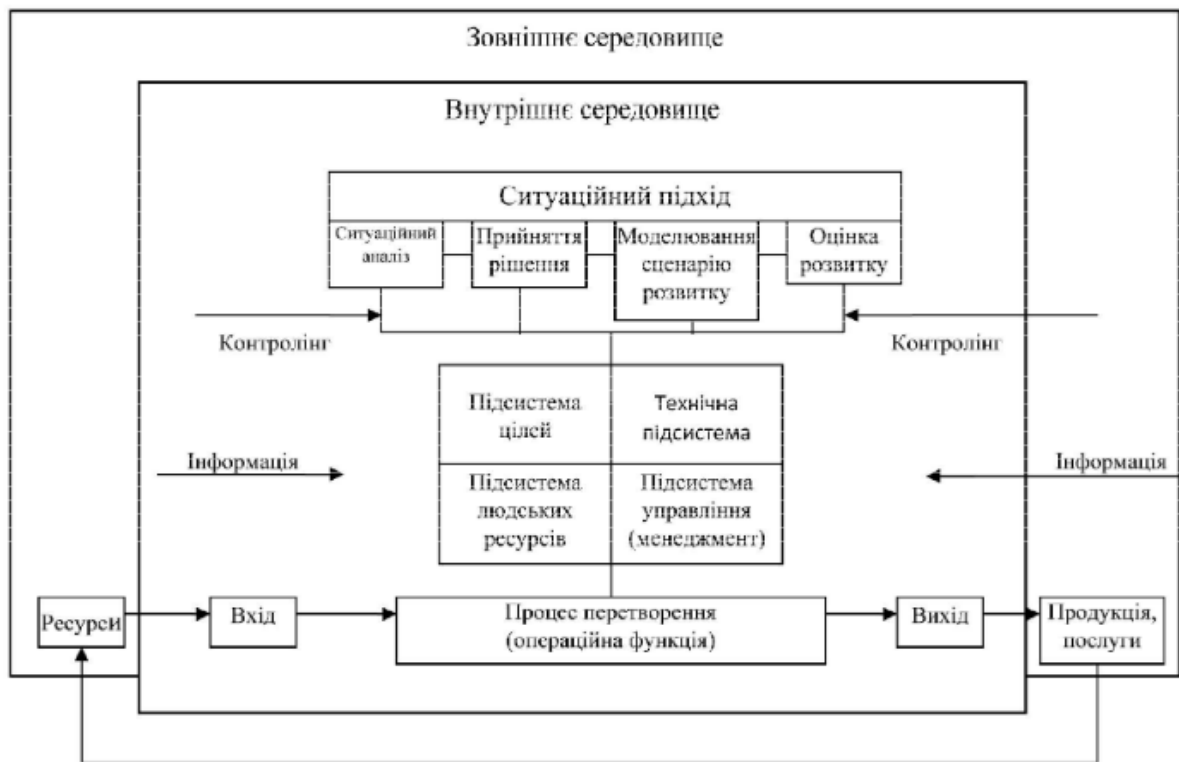 Зовнішнє середовище
Внутрішнє середовище
Ситуаційний підхід
Ситуаційний
аналіз
Прийняття
рішення
Моделювання
сценарію
розвитку
Оцінка
розвитку
Контролінг
Контролінг
Підсистема
цілей
Технічна
підсистема
Інформація
Інформація
Підсистема
людських
ресурсів
Підсистема
управління
(менеджмент)
Ресурси
Вхід
Процес перетворення
(операційна функція)
Вихід
Продукція,
послуги